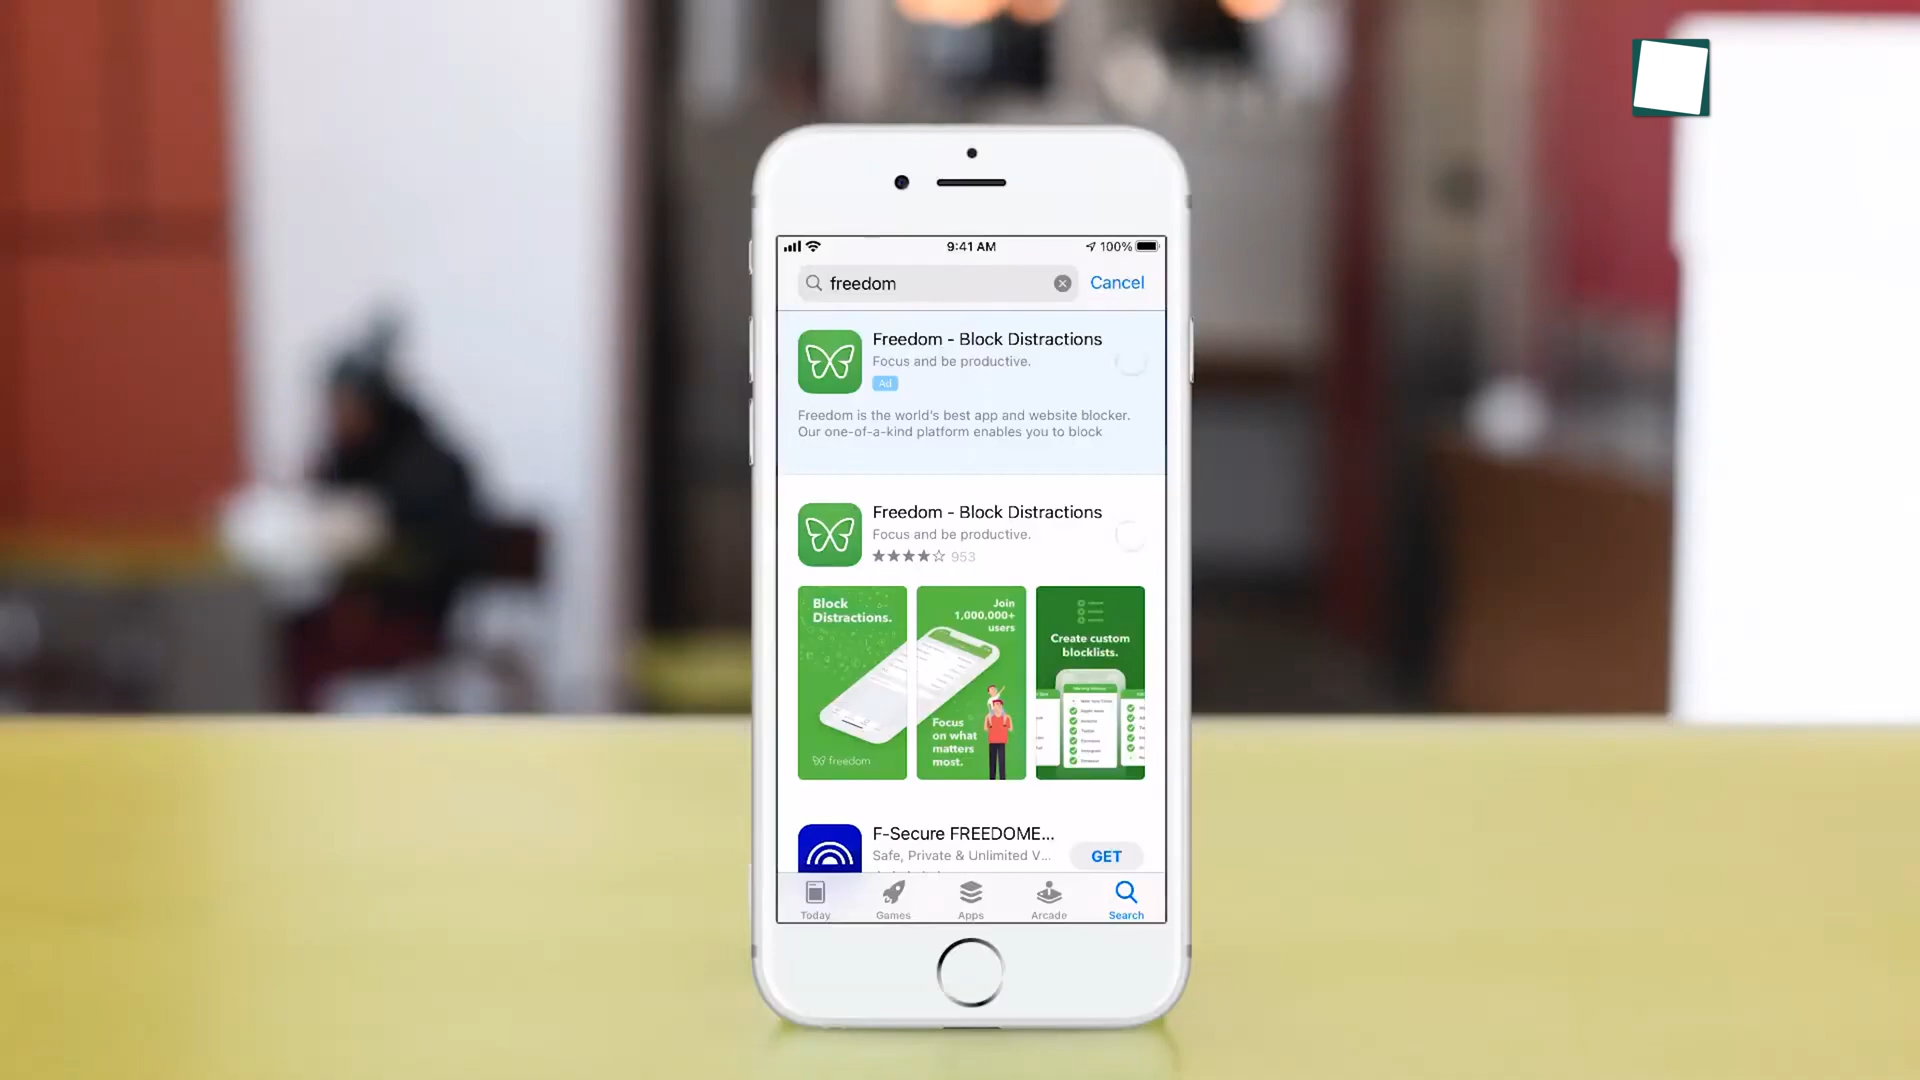 9:41 AM
100%
freedom
Cancel
Freedom - Block Distractions
Focus and be productive.
Ad
Freedom is the world's best app and website blocker.
Our one-of-a-kind platform enables you to block
Freedom - Block Distractions
Focus and be productive.
953
Block
Distractions.
freedom
Join
1,000,000+
users
Focus
on what
matters
most.
Create custom
blocklists.
F-Secure FREEDOME...
Safe, Private & Unlimited V...
GET
Today
Games
Apps
Arcade
Search